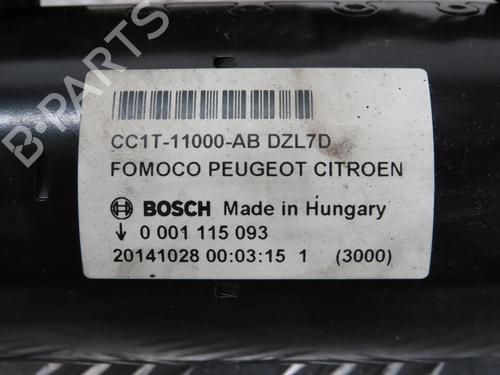 CC1T-11000-AB DZL7D
FOMOCO PEUGEOT CITROEN
BOSCH Made in Hungary
↓ 0 001 115 093
20141028 00:03:15 1 (3000)
B-PARTS